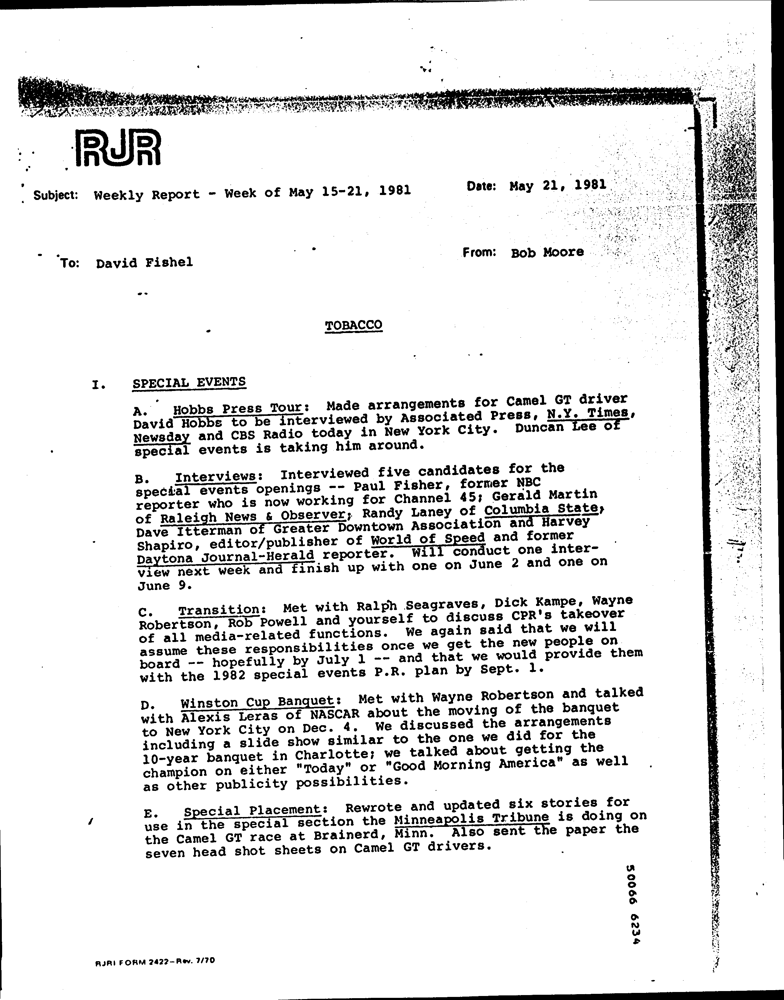 RJR
Subject: Weekly Report - Week of May 15-21, 1981
Date: May 21, 1981
To: David Fishel
From: Bob Moore
TOBACCO
I. SPECIAL EVENTS
A. Hobbs Press Tour: Made arrangements for Camel GT driver
David Hobbs to be interviewed by Associated Press, N.Y. Times,
Newsday and CBS Radio today in New York City. Duncan Lee of
special events is taking him around.
B. Interviews: Interviewed five candidates for the
special events openings -- Paul Fisher, former NBC
reporter who is now working for Channel 45; Gerald Martin
of Raleigh News & Observer; Randy Laney of Columbia State;
Dave Itterman of Greater Downtown Association and Harvey
Shapiro, editor/publisher of World of Speed and former
Daytona Journal-Herald reporter. Will conduct one inter-
view next week and finish up with one on June 2 and one on
June 9.
C. Transition: Met with Ralph Seagraves, Dick Kampe, Wayne
Robertson, Rob Powell and yourself to discuss CPR's takeover
of all media-related functions. We again said that we will
assume these responsibilities once we get the new people on
board -- hopefully by July 1 -- and that we would provide them
with the 1982 special events P.R. plan by Sept. 1.
D. Winston Cup Banquet: Met with Wayne Robertson and talked
with Alexis Leras of NASCAR about the moving of the banquet
to New York City on Dec. 4. We discussed the arrangements
including a slide show similar to the one we did for the
10-year banquet in Charlotte; we talked about getting the
champion on either "Today" or "Good Morning America" as well
as other publicity possibilities.
E. Special Placement: Rewrote and updated six stories for
use in the special section the Minneapolis Tribune is doing on
the Camel GT race at Brainerd, Minn. Also sent the paper the
seven head shot sheets on Camel GT drivers.
50066 6234
RJRI FORM 2422-Rev. 7/70